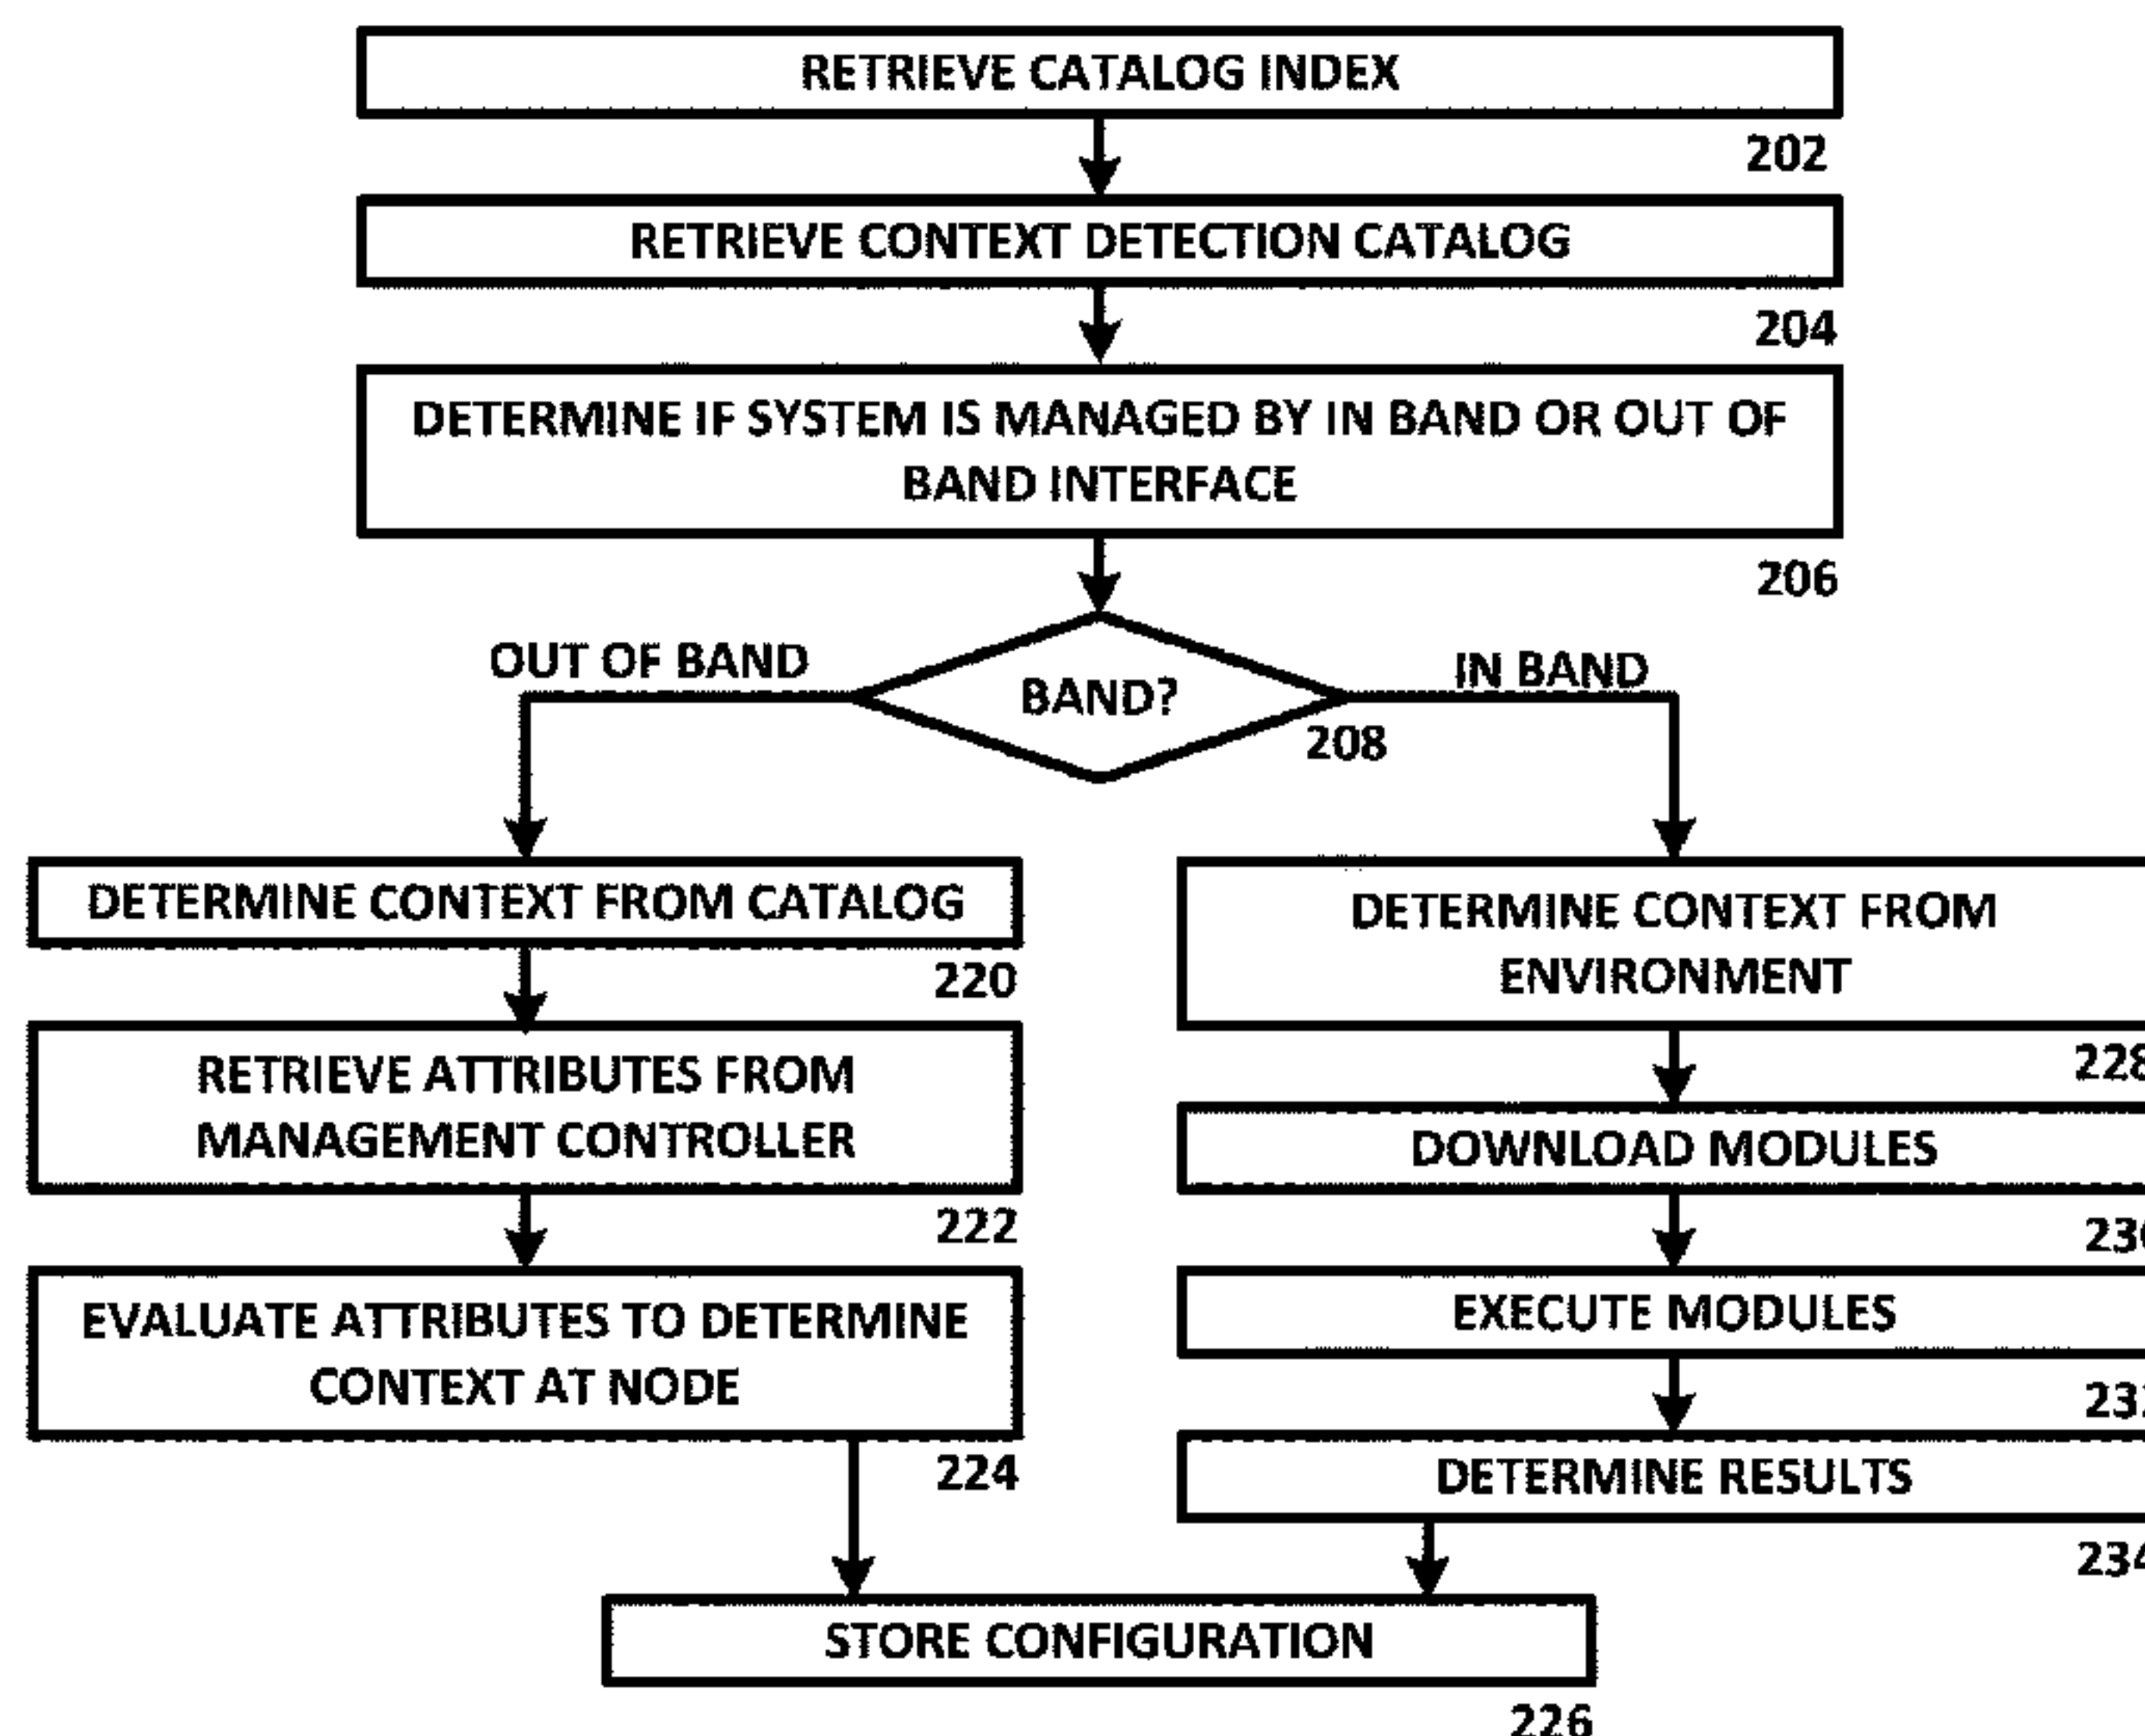 RETRIEVE CATALOG INDEX
202
RETRIEVE CONTEXT DETECTION CATALOG
204
DETERMINE IF SYSTEM IS MANAGED BY IN BAND OR OUT OF
BAND INTERFACE
206
OUT OF BAND
BAND?
IN BAND
208
DETERMINE CONTEXT FROM CATALOG
220
RETRIEVE ATTRIBUTES FROM
MANAGEMENT CONTROLLER
222
EVALUATE ATTRIBUTES TO DETERMINE
CONTEXT AT NODE
224
DETERMINE CONTEXT FROM
ENVIRONMENT
228
DOWNLOAD MODULES
EXECUTE MODULES
DETERMINE RESULTS
234
STORE CONFIGURATION
226